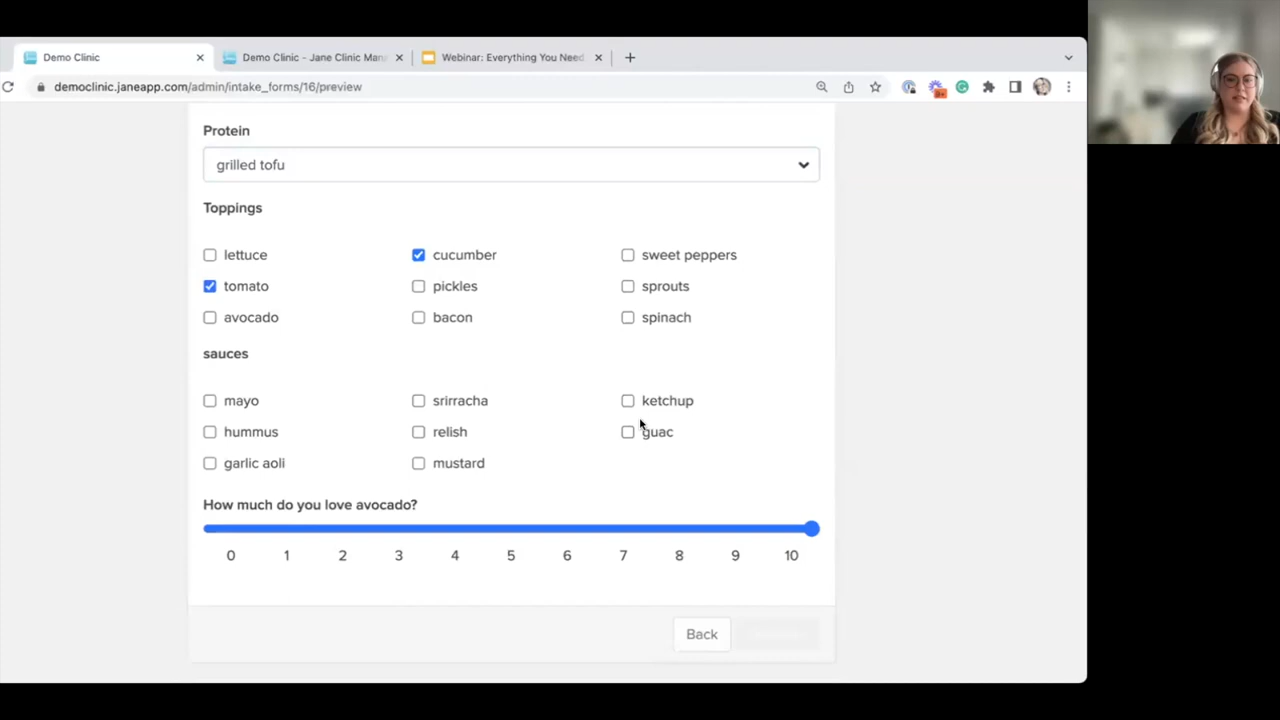 Demo Clinic
Demo Clinic - Jane Clinic Mana
Webinar: Everything You Need
democlinic.janeapp.com/admin/intake_forms/16/preview
Protein
grilled tofu
Toppings
lettuce cucumber sweet peppers
tomato pickles sprouts
avocado bacon spinach
sauces
mayo srirracha ketchup
hummus relish guac
garlic aoli mustard
How much do you love avocado?
0 1 2 3 4 5 6 7 8 9 10
Back